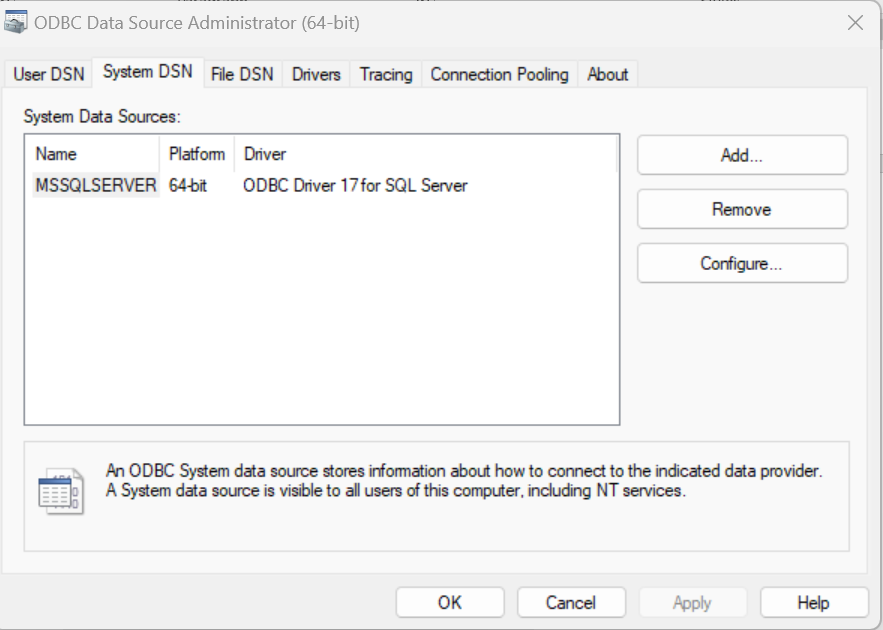 ODBC Data Source Administrator (64-bit)
User DSN System DSN File DSN Drivers Tracing Connection Pooling About
System Data Sources:
Name Platform Driver
MSSQLSERVER 64-bit ODBC Driver 17 for SQL Server
Add...
Remove
Configure...
An ODBC System data source stores information about how to connect to the indicated data provider.
A System data source is visible to all users of this computer, including NT services.
OK Cancel Apply Help